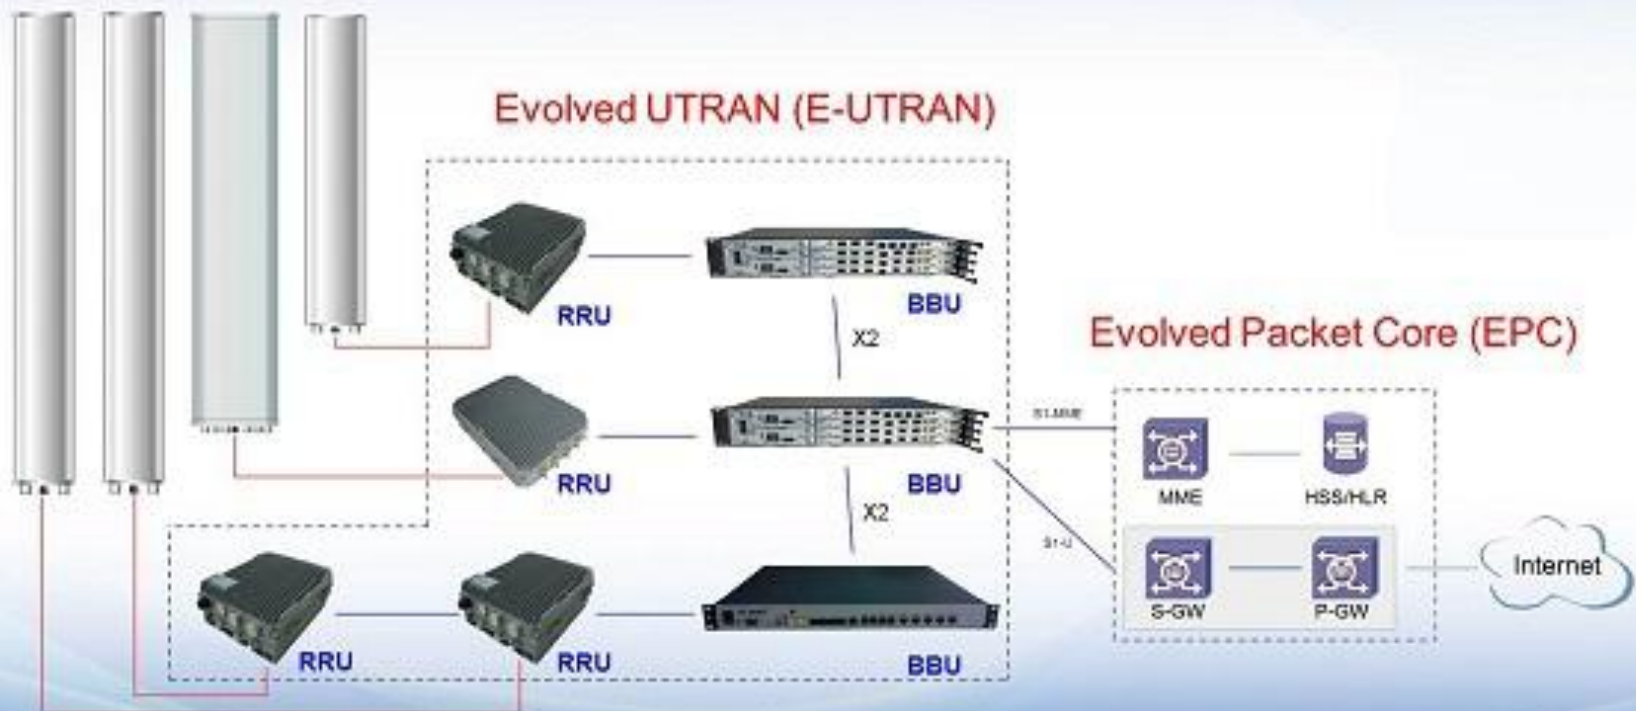 Evolved UTRAN (E-UTRAN)
RRU
BBU
X2
Evolved Packet Core (EPC)
RRU
BBU
S1-MME
MME
HSS/HLR
X2
S1-U
Internet
S-GW
P-GW
RRU
RRU
BBU